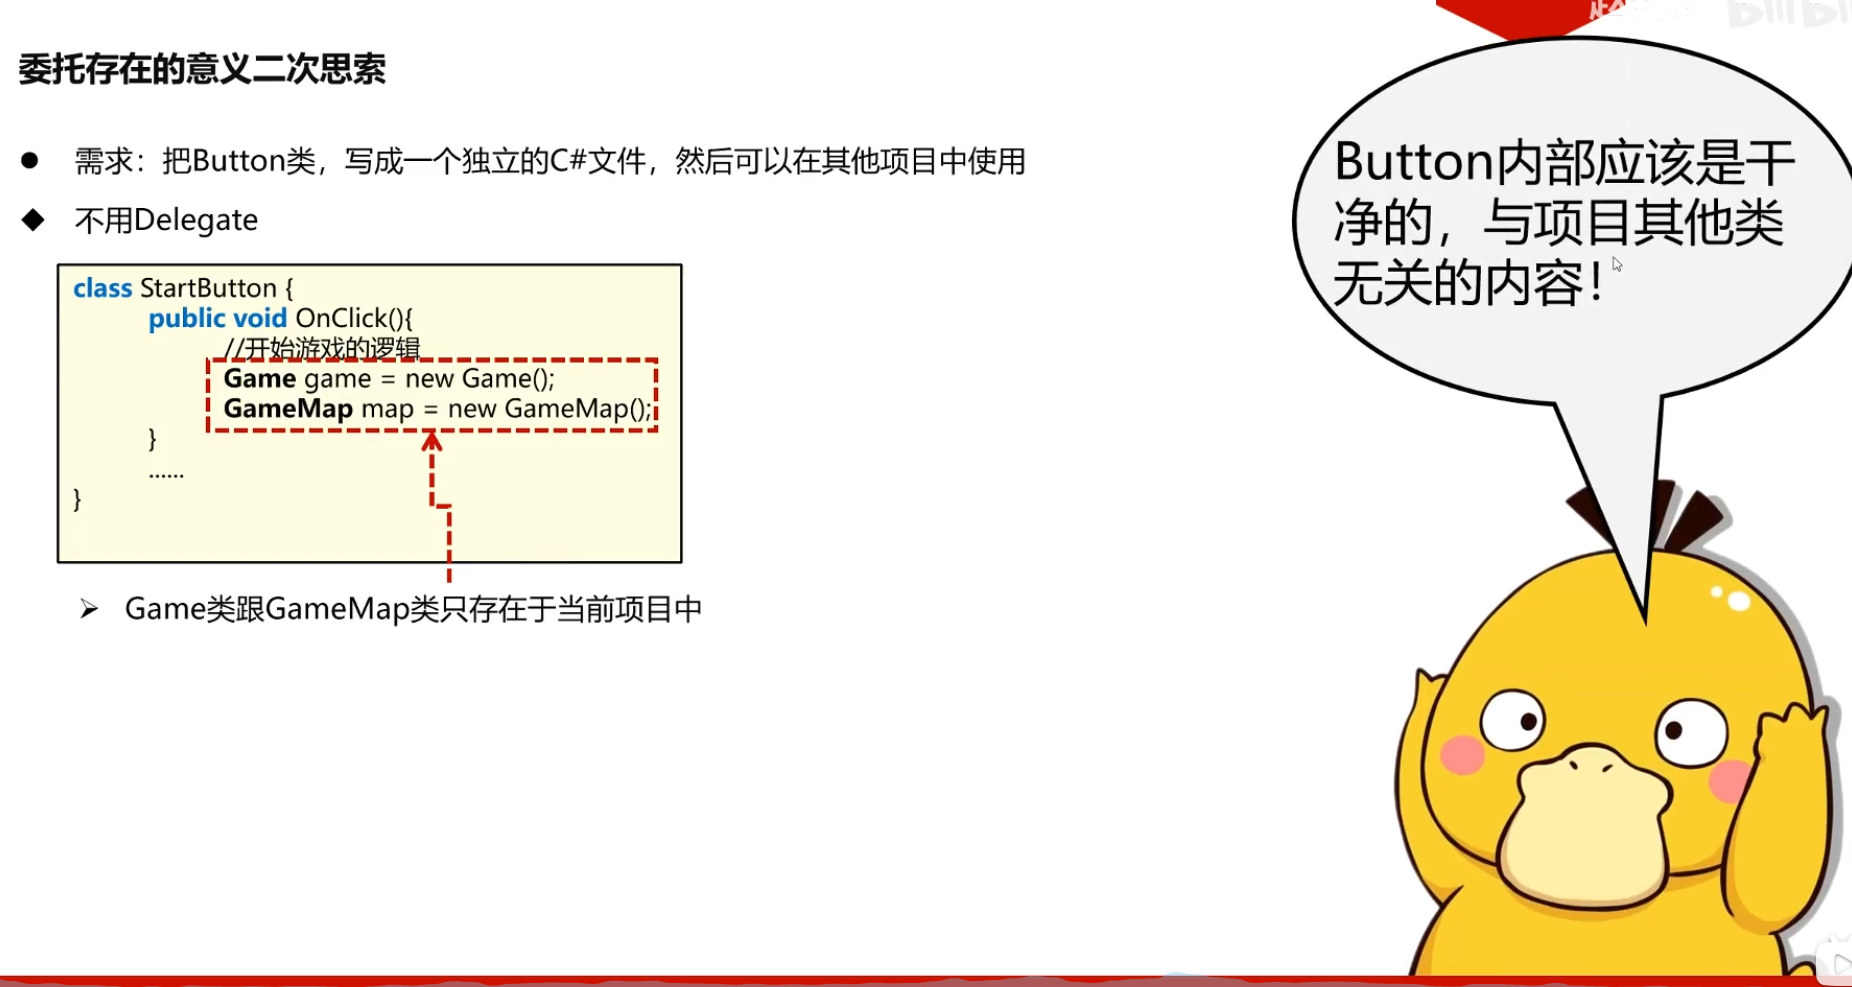 委托存在的意义二次思索
● 需求：把Button类，写成一个独立的C#文件，然后可以在其他项目中使用
◆ 不用Delegate
class StartButton {
public void OnClick(){
//开始游戏的逻辑
Game game = new Game();
GameMap map = new GameMap();
}
......
}
➢ Game类跟GameMap类只存在于当前项目中
Button内部应该是干
净的，与项目其他类
无关的内容！